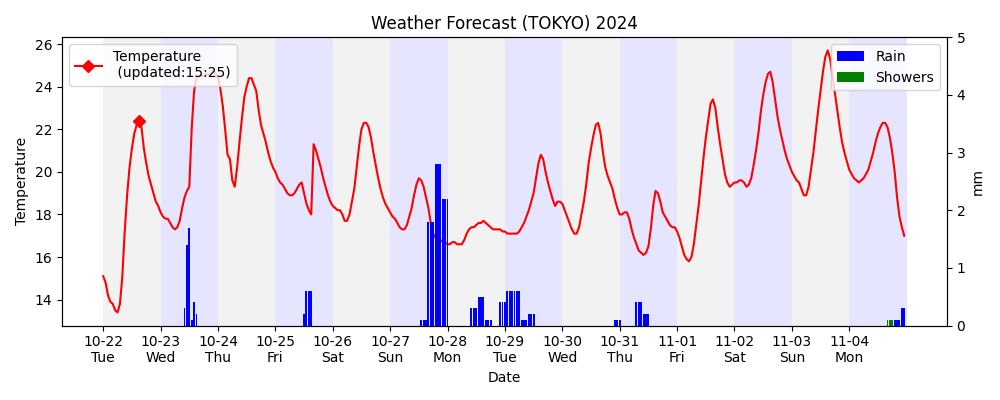 Weather Forecast (TOKYO) 2024
Temperature
(updated:15:25)
Rain
Showers
26
24
22
20
18
16
14
Temperature
5
4
3
2
1
0
mm
10-22 10-23 10-24 10-25 10-26 10-27 10-28 10-29 10-30 10-31 11-01 11-02 11-03 11-04
Tue Wed Thu Fri Sat Sun Mon Tue Wed Thu Fri Sat Sun Mon
Date